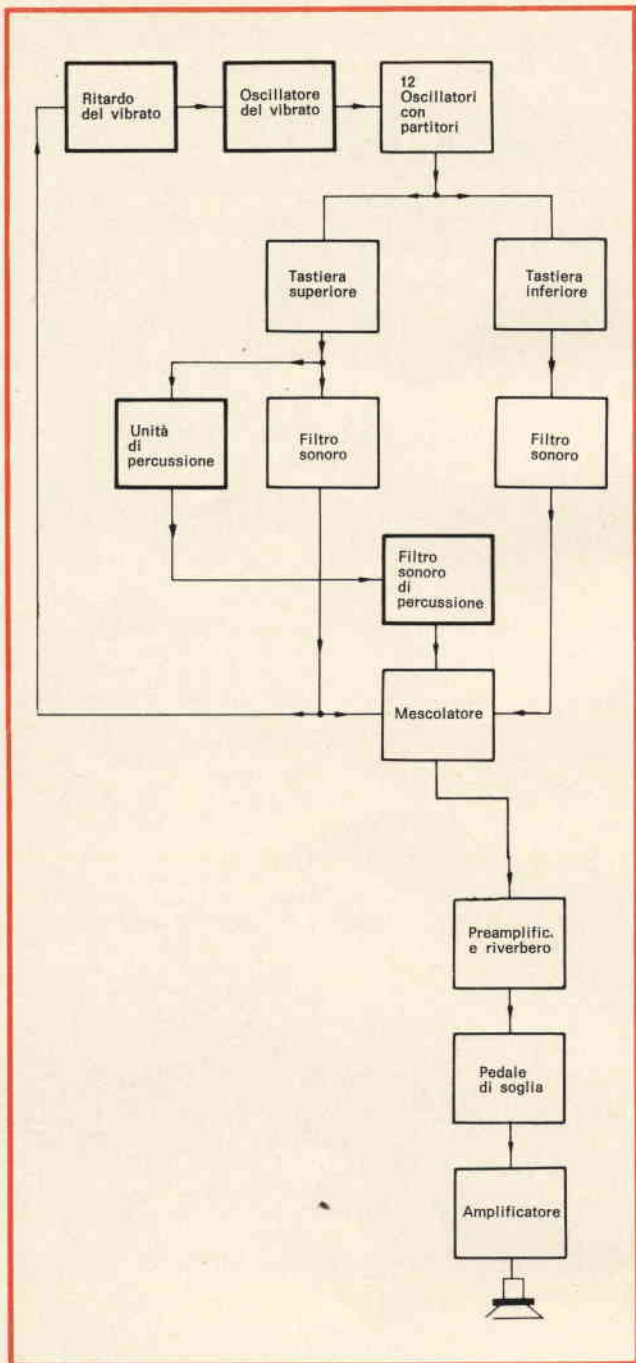 Ritardo
del vibrato
Oscillatore
del vibrato
12
Oscillatori
con
partitori
Tastiera
superiore
Tastiera
inferiore
Unità
di
percussione
Filtro
sonoro
Filtro
sonoro
Filtro
sonoro
di
percussione
Mescolatore
Preamplific.
e riverbero
Pedale
di soglia
Amplificatore